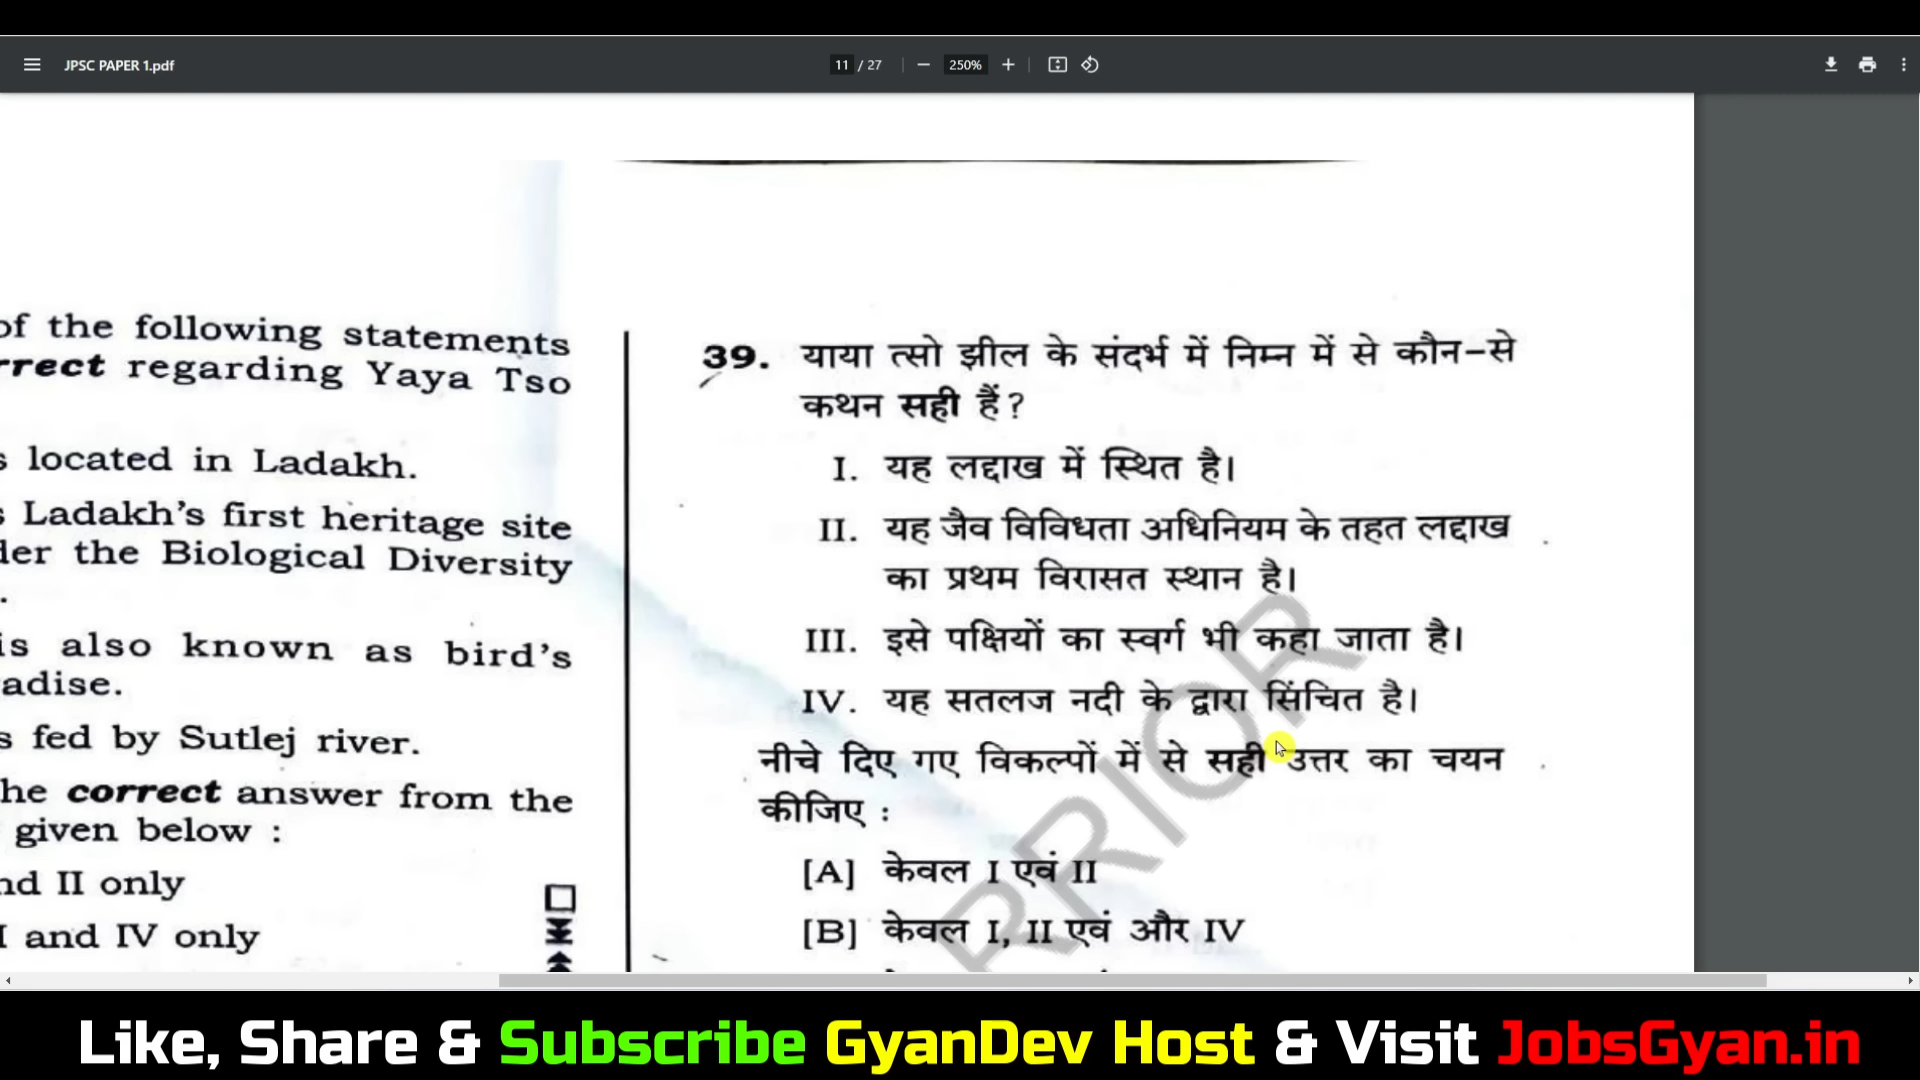 JPSC PAPER 1.pdf
11 / 27
250%
of the following statements
correct regarding Yaya Tso
s located in Ladakh.
s Ladakh's first heritage site
der the Biological Diversity
is also known as bird's
adise.
s fed by Sutlej river.
he correct answer from the
given below :
nd II only
I and IV only
39. याया त्सो झील के संदर्भ में निम्न में से कौन-से
कथन सही हैं?
I. यह लद्दाख में स्थित है।
II. यह जैव विविधता अधिनियम के तहत लद्दाख
का प्रथम विरासत स्थान है।
III. इसे पक्षियों का स्वर्ग भी कहा जाता है।
IV. यह सतलज नदी के द्वारा सिंचित है।
नीचे दिए गए विकल्पों में से सही उत्तर का चयन
कीजिए :
[A] केवल I एवं II
[B] केवल I, II एवं और IV
PRIOR
Like, Share & Subscribe GyanDev Host & Visit JobsGyan.in